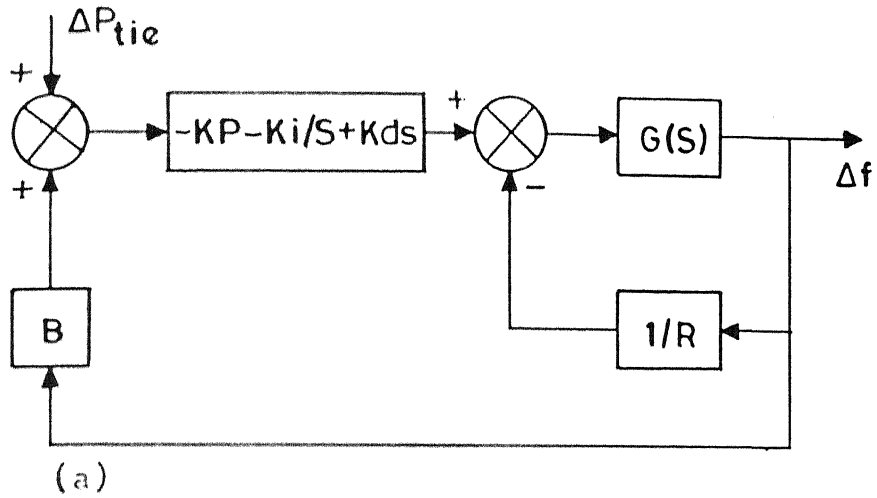 ΔPtie
+
+
-KP-Ki/S+Kds
+
-
G(S)
Δf
B
1/R
(a)